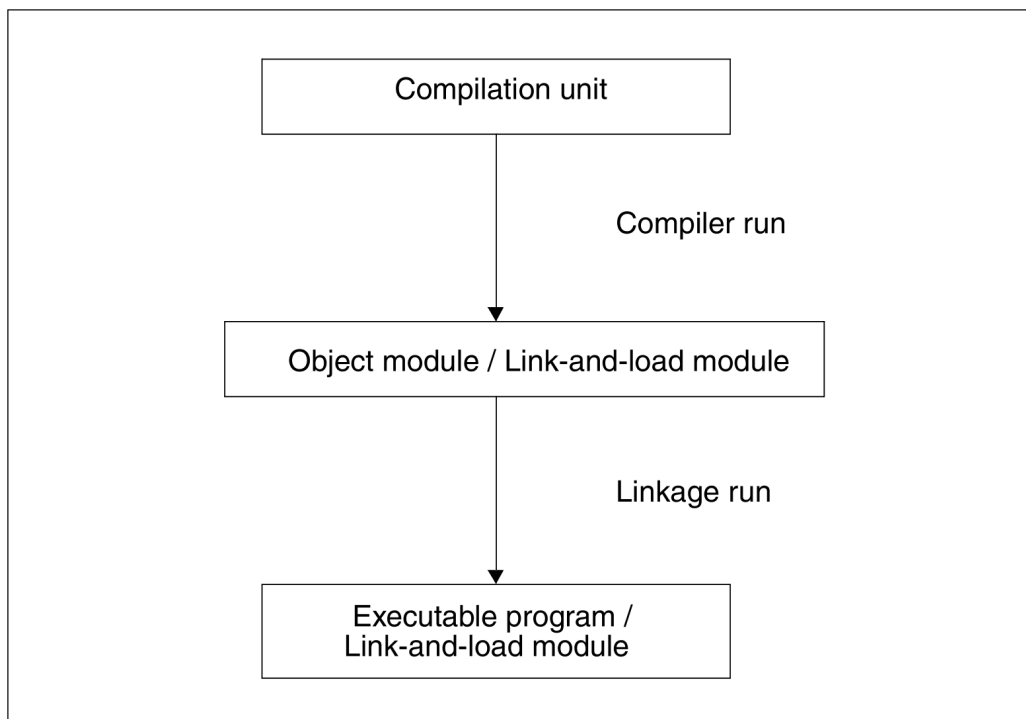 Compilation unit
Compiler run
Object module / Link-and-load module
Linkage run
Executable program /
Link-and-load module